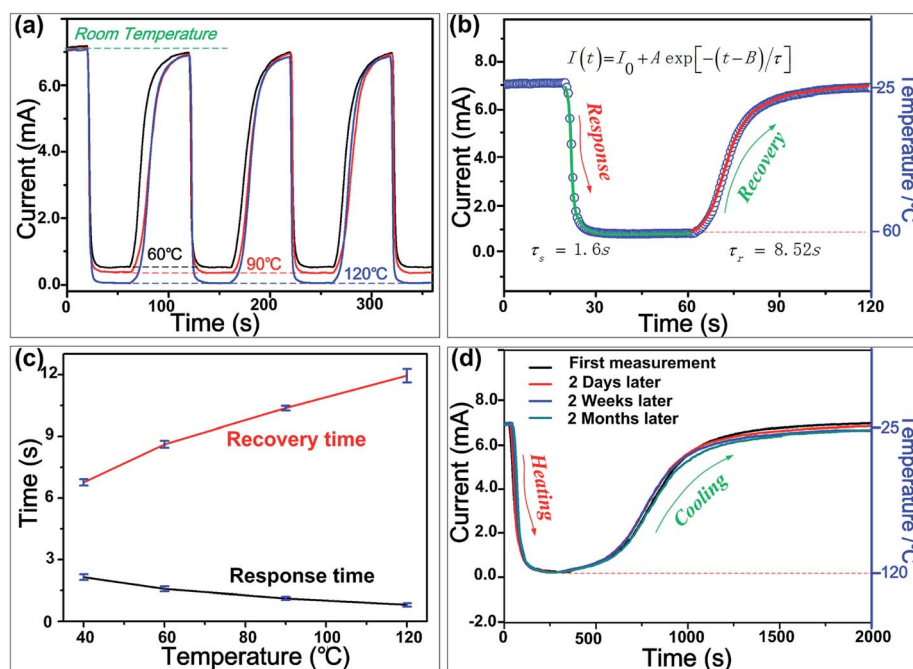 (a)
Room Temperature
Current (mA)
6.0
4.0
2.0
0.0
60℃
90℃
120℃
0
100
200
300
Time (s)
(b)
I(t)=I0+A exp[-(t-B)/τ]
Current (mA)
8.0
6.0
4.0
2.0
0.0
Response
Recovery
τs = 1.6s
τr = 8.52s
25
60
Temperature /℃
0
30
60
90
120
Time (s)
(c)
Time (s)
12
9
6
3
0
Recovery time
Response time
40
60
80
100
120
Temperature (℃)
(d)
First measurement
2 Days later
2 Weeks later
2 Months later
Current (mA)
8.0
6.0
4.0
2.0
0.0
-2.0
Heating
Cooling
25
120
Temperature /℃
0
500
1000
1500
2000
Time (s)